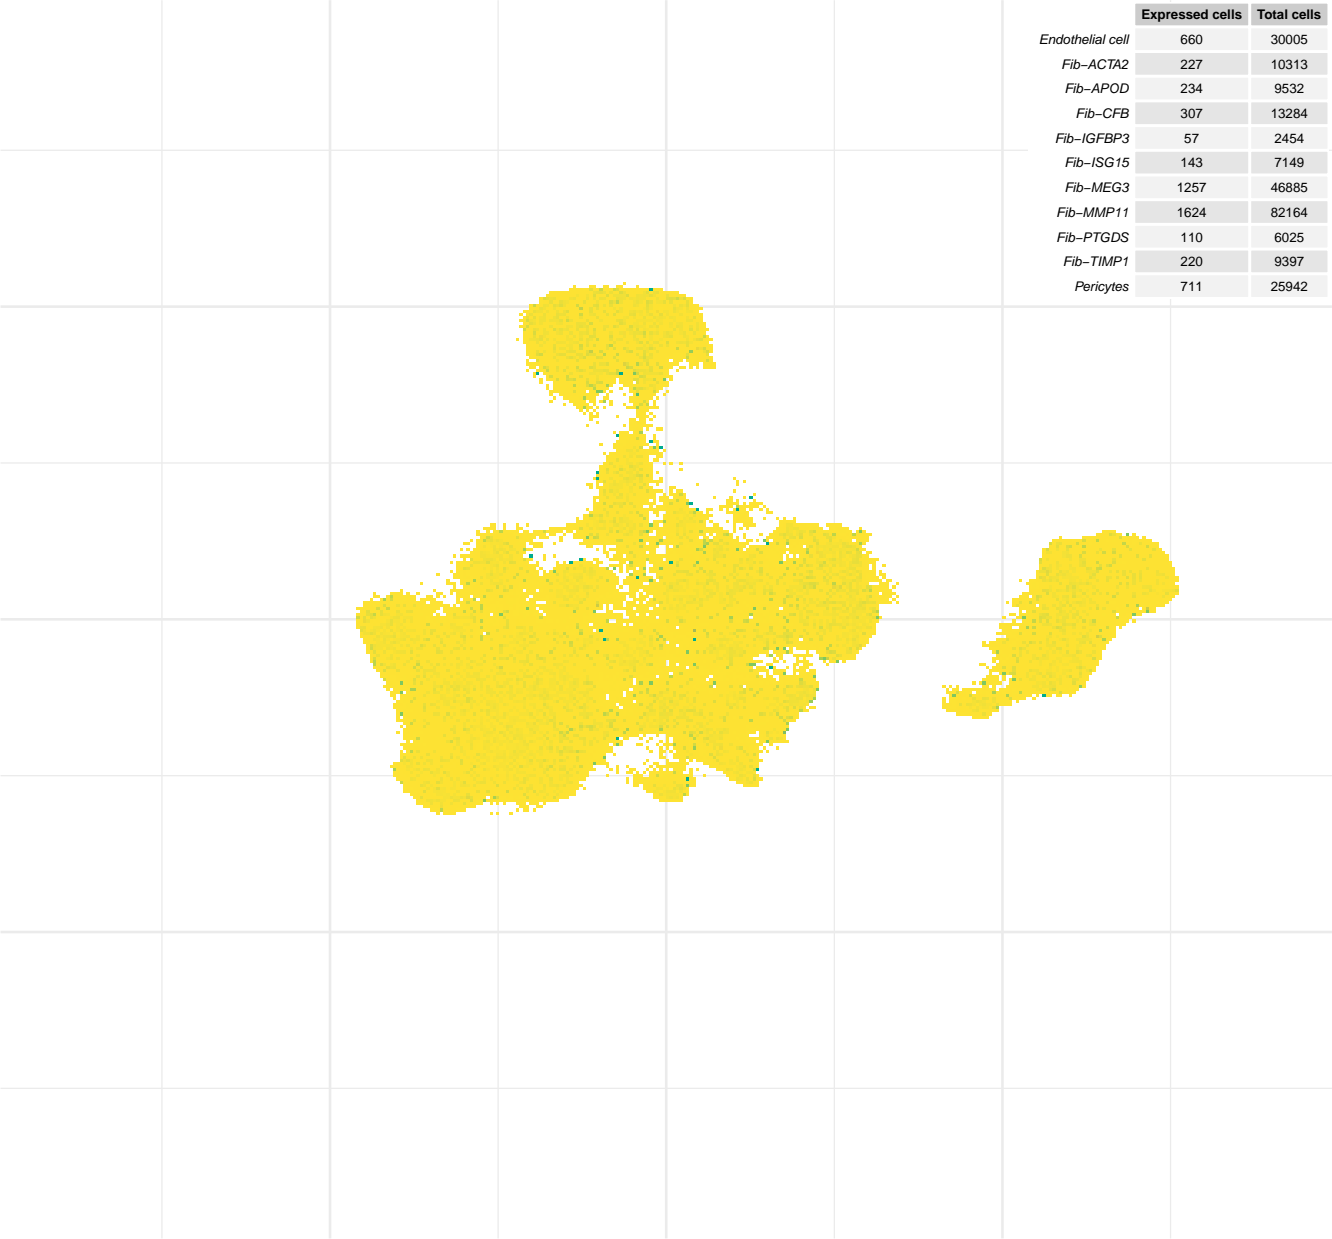 Expressed cells Total cells
Endothelial cell 660 30005
Fib−ACTA2 227 10313
Fib−APOD 234 9532
Fib−CFB 307 13284
Fib−IGFBP3 57 2454
Fib−ISG15 143 7149
Fib−MEG3 1257 46885
Fib−MMP11 1624 82164
Fib−PTGDS 110 6025
Fib−TIMP1 220 9397
Pericytes 711 25942